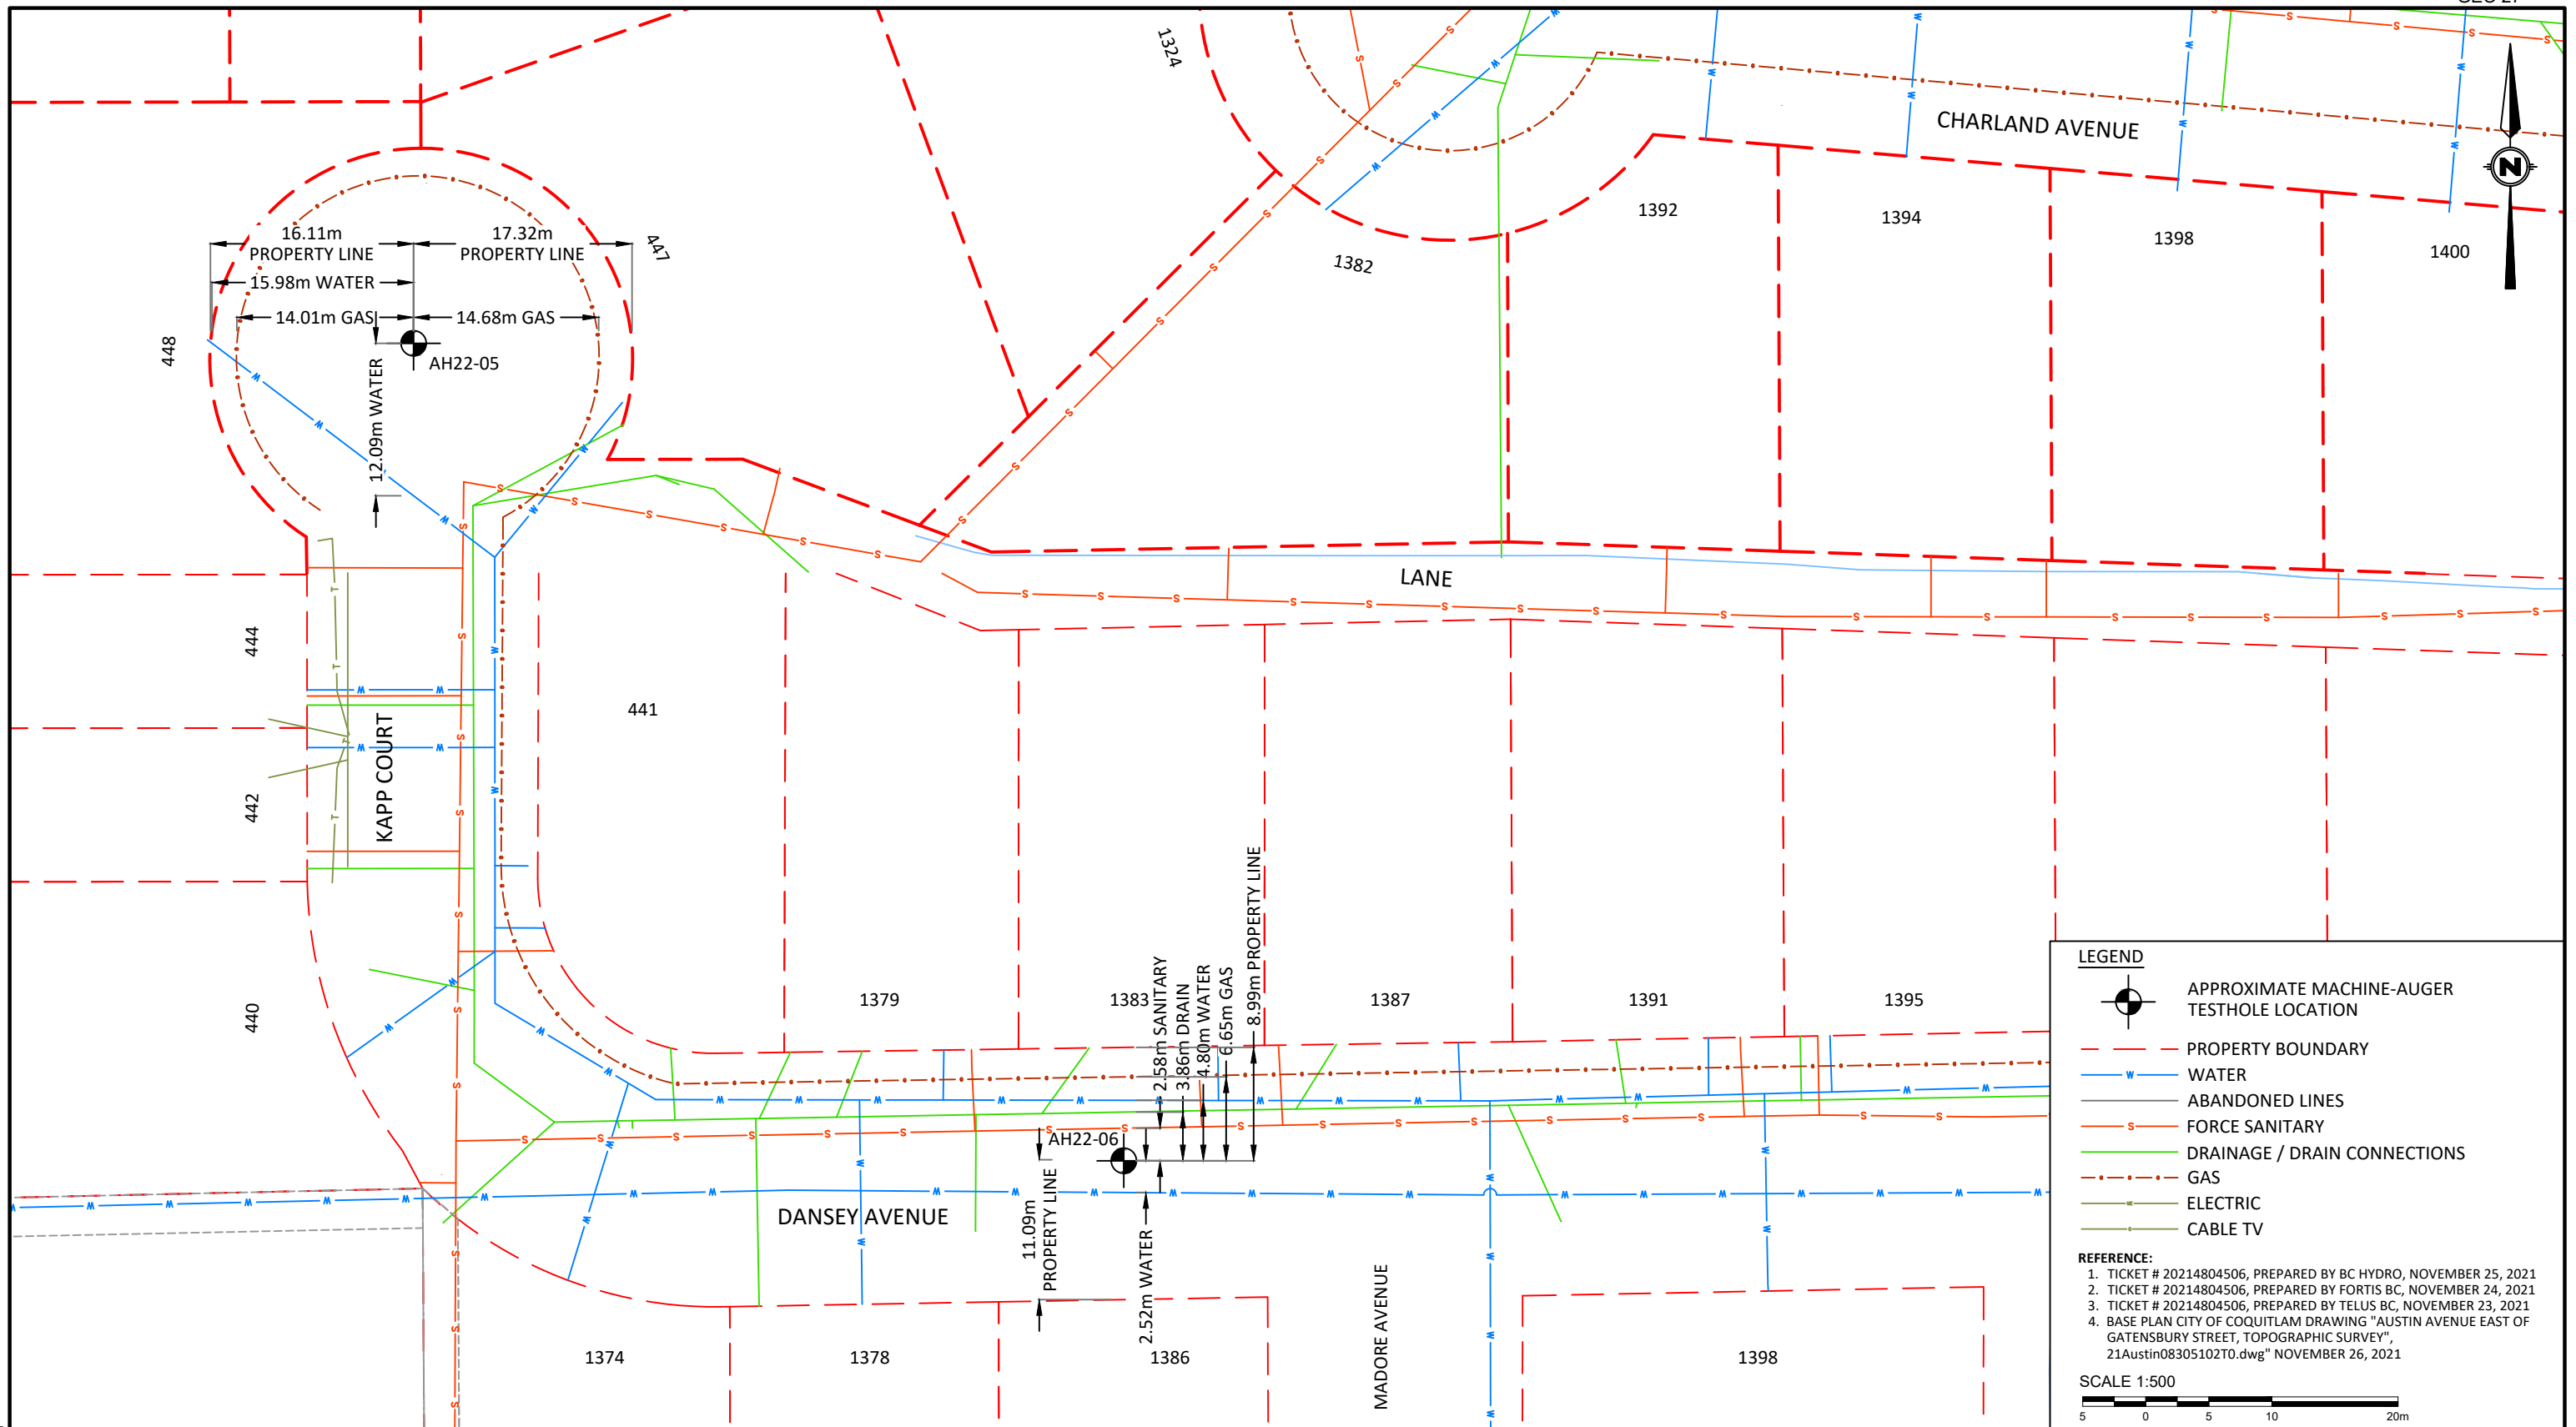 1324
CHARLAND AVENUE
N
1392
1394
1398
1400
1382
16.11m
PROPERTY LINE
17.32m
PROPERTY LINE
447
15.98m WATER
14.01m GAS
14.68m GAS
448
AH22-05
12.09m WATER
LANE
444
441
KAPP COURT
442
440
1379
1383
1387
1391
1395
2.58m SANITARY
3.86m DRAIN
4.80m WATER
6.65m GAS
8.99m PROPERTY LINE
AH22-06
DANSEY AVENUE
11.09m
PROPERTY LINE
2.52m WATER
MADORE AVENUE
1374
1378
1386
1398
LEGEND
APPROXIMATE MACHINE-AUGER
TESTHOLE LOCATION
PROPERTY BOUNDARY
W WATER
ABANDONED LINES
S FORCE SANITARY
DRAINAGE / DRAIN CONNECTIONS
GAS
ELECTRIC
CABLE TV
REFERENCE:
1. TICKET # 20214804506, PREPARED BY BC HYDRO, NOVEMBER 25, 2021
2. TICKET # 20214804506, PREPARED BY FORTIS BC, NOVEMBER 24, 2021
3. TICKET # 20214804506, PREPARED BY TELUS BC, NOVEMBER 23, 2021
4. BASE PLAN CITY OF COQUITLAM DRAWING "AUSTIN AVENUE EAST OF
GATENSBURY STREET, TOPOGRAPHIC SURVEY",
21Austin08305102T0.dwg" NOVEMBER 26, 2021
SCALE 1:500
5 0 5 10 20m